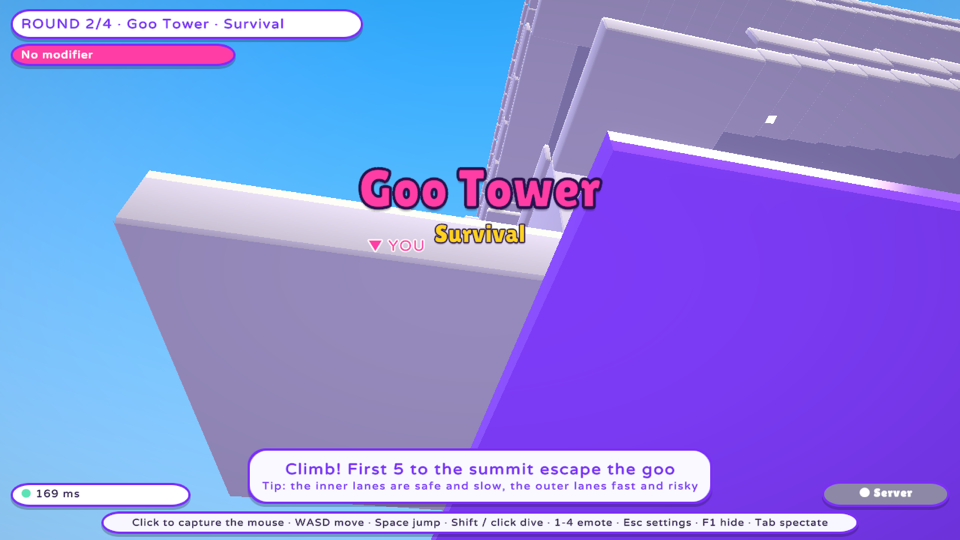 ROUND 2/4 · Goo Tower · Survival
No modifier
Goo Tower
Survival
YOU
Climb! First 5 to the summit escape the goo
Tip: the inner lanes are safe and slow, the outer lanes fast and risky
169 ms
Server
Click to capture the mouse · WASD move · Space jump · Shift / click dive · 1-4 emote · Esc settings · F1 hide · Tab spectate